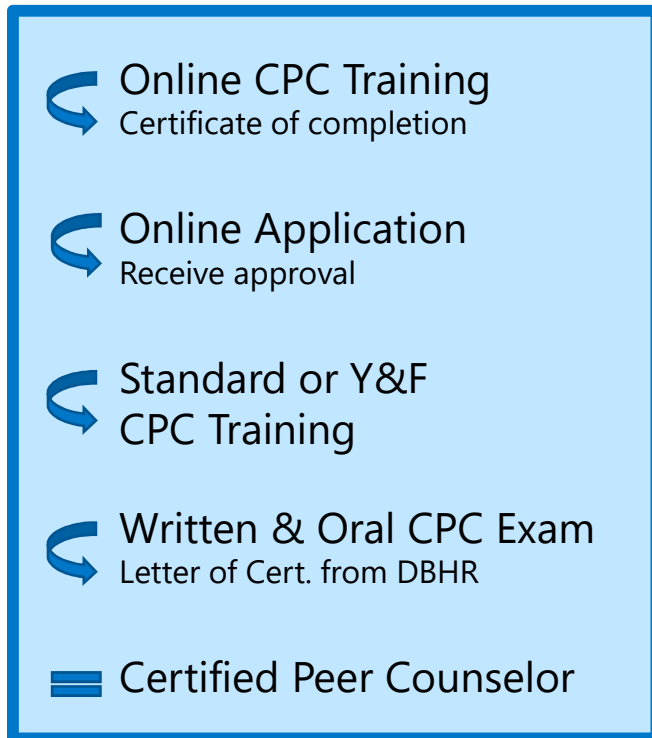 Online CPC Training
Certificate of completion
Online Application
Receive approval
Standard or Y&F
CPC Training
Written & Oral CPC Exam
Letter of Cert. from DBHR
Certified Peer Counselor